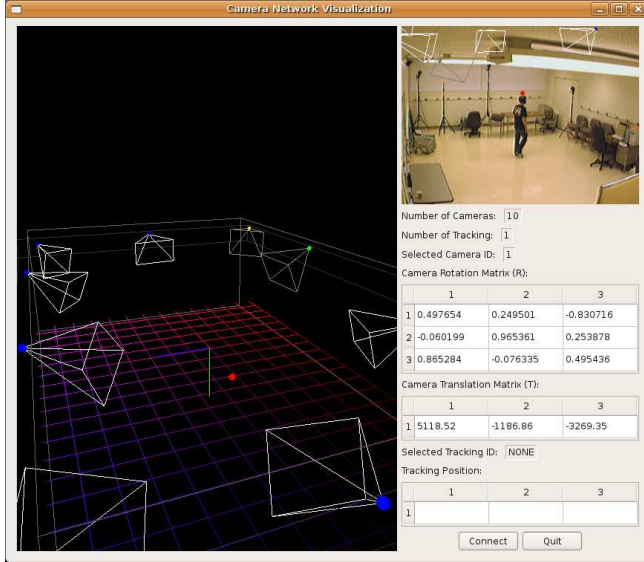 Camera Network Visualization
Number of Cameras: 10
Number of Tracking: 1
Selected Camera ID: 1
Camera Rotation Matrix (R):
1 2 3
1 0.497654 0.249501 -0.830716
2 -0.060199 0.965361 0.253878
3 0.865284 -0.076335 0.495436
Camera Translation Matrix (T):
1 2 3
1 5118.52 -1186.86 -3269.35
Selected Tracking ID: NONE
Tracking Position:
1 2 3
1
Connect Quit